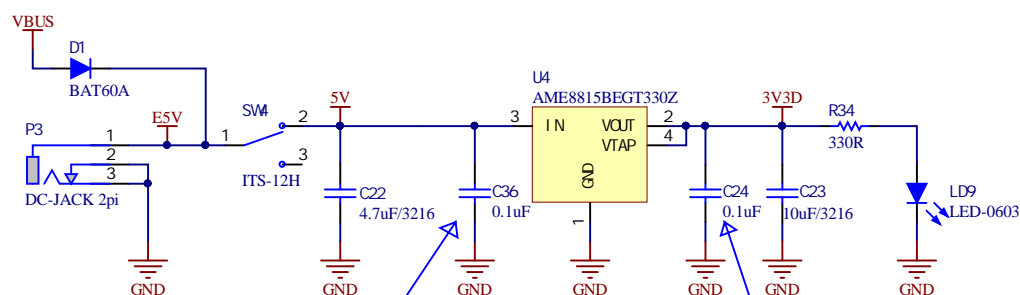 VBUS
D1
BAT60A
P3
DC-JACK 2pi
1
2
3
E5V
1
SW4
2
3
ITS-12H
5V
C22
4.7uF/3216
C36
0.1uF
U4
AME8815BEGT330Z
3
IN
VOUT
VTAP
GND
2
4
1
C24
0.1uF
3V3D
C23
10uF/3216
R34
330R
LD9
LED-0603
GND
GND
GND
GND
GND
GND
GND